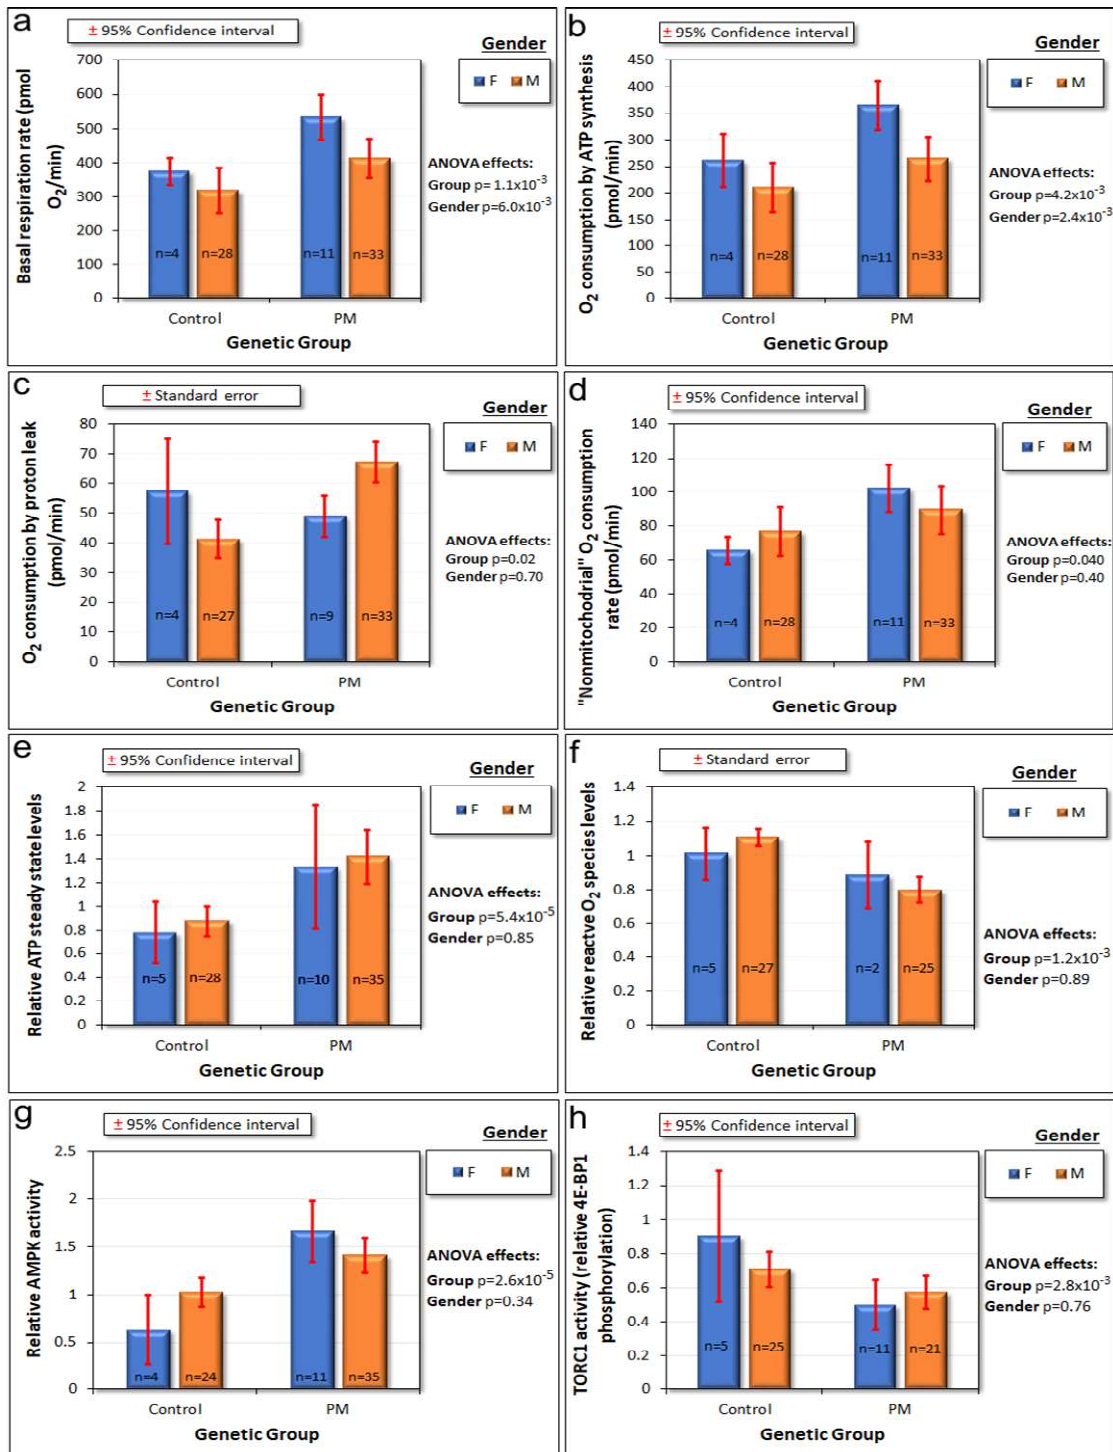 a
± 95% Confidence interval
Gender
F M
Basal respiration rate (pmol
O2/min)
700
600
500
400
300
200
100
0
n=4 n=28 n=11 n=33
Control PM
Genetic Group
ANOVA effects:
Group p= 1.1x10-3
Gender p=6.0x10-3
b
± 95% Confidence interval
Gender
F M
O2 consumption by ATP synthesis
(pmol/min)
450
400
350
300
250
200
150
100
50
0
n=4 n=28 n=11 n=33
Control PM
Genetic Group
ANOVA effects:
Group p=4.2x10-3
Gender p=2.4x10-3
c
± Standard error
Gender
F M
O2 consumption by proton leak
(pmol/min)
80
70
60
50
40
30
20
10
0
n=4 n=27 n=9 n=33
Control PM
Genetic Group
ANOVA effects:
Group p=0.02
Gender p=0.70
d
± 95% Confidence interval
Gender
F M
"Nonmitochodrial" O2 consumption
rate (pmol/min)
140
120
100
80
60
40
20
0
n=4 n=28 n=11 n=33
Control PM
Genetic Group
ANOVA effects:
Group p=0.040
Gender p=0.40
e
± 95% Confidence interval
Gender
F M
Relative ATP steady state levels
2
1.8
1.6
1.4
1.2
1
0.8
0.6
0.4
0.2
0
n=5 n=28 n=10 n=35
Control PM
Genetic Group
ANOVA effects:
Group p=5.4x10-5
Gender p=0.85
f
± Standard error
Gender
F M
Relative reactve O2 species levels
1.4
1.2
1
0.8
0.6
0.4
0.2
0
n=5 n=27 n=2 n=25
Control PM
Genetic Group
ANOVA effects:
Group p=1.2x10-3
Gender p=0.89
g
± 95% Confidence interval
Gender
F M
Relative AMPK activity
2.5
2
1.5
1
0.5
0
n=4 n=24 n=11 n=35
Control PM
Genetic Group
ANOVA effects:
Group p=2.6x10-5
Gender p=0.34
h
± 95% Confidence interval
Gender
F M
TORC1 activity (relative 4E-BP1
phosphorylation)
1.4
1.2
1
0.8
0.6
0.4
0.2
0
n=5 n=25 n=11 n=21
Control PM
Genetic Group
ANOVA effects:
Group p=2.8x10-3
Gender p=0.76